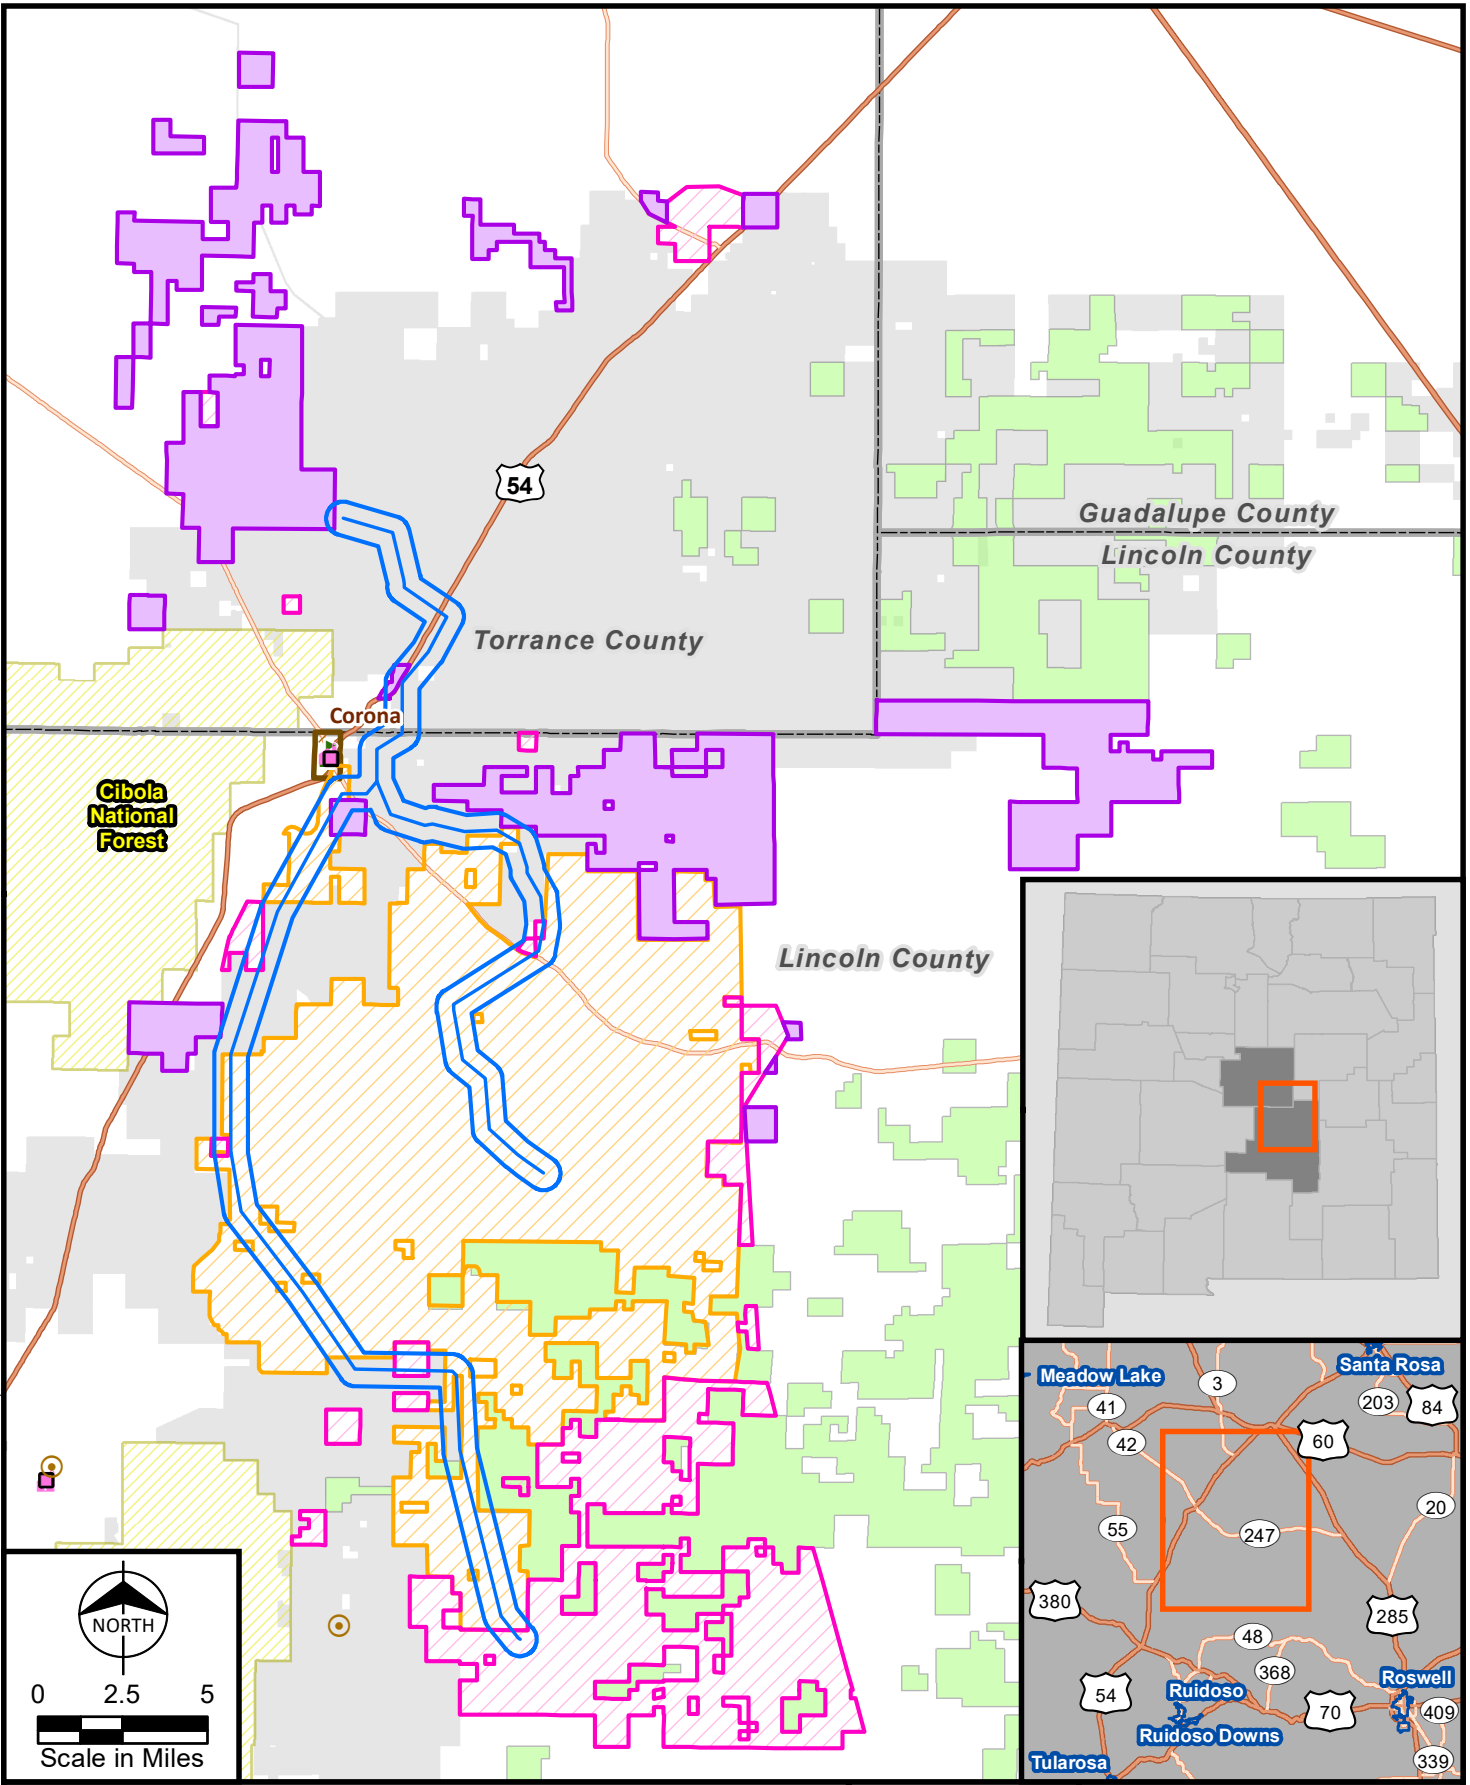 54
Guadalupe County
Lincoln County
Torrance County
Corona
Cibola
National
Forest
Lincoln County
NORTH
0 2.5 5
Scale in Miles
Santa Rosa
Meadow Lake
3
203
84
41
42
60
20
55
247
380
285
48
368
Roswell
54
Ruidoso
70
409
Ruidoso Downs
Tularosa
339